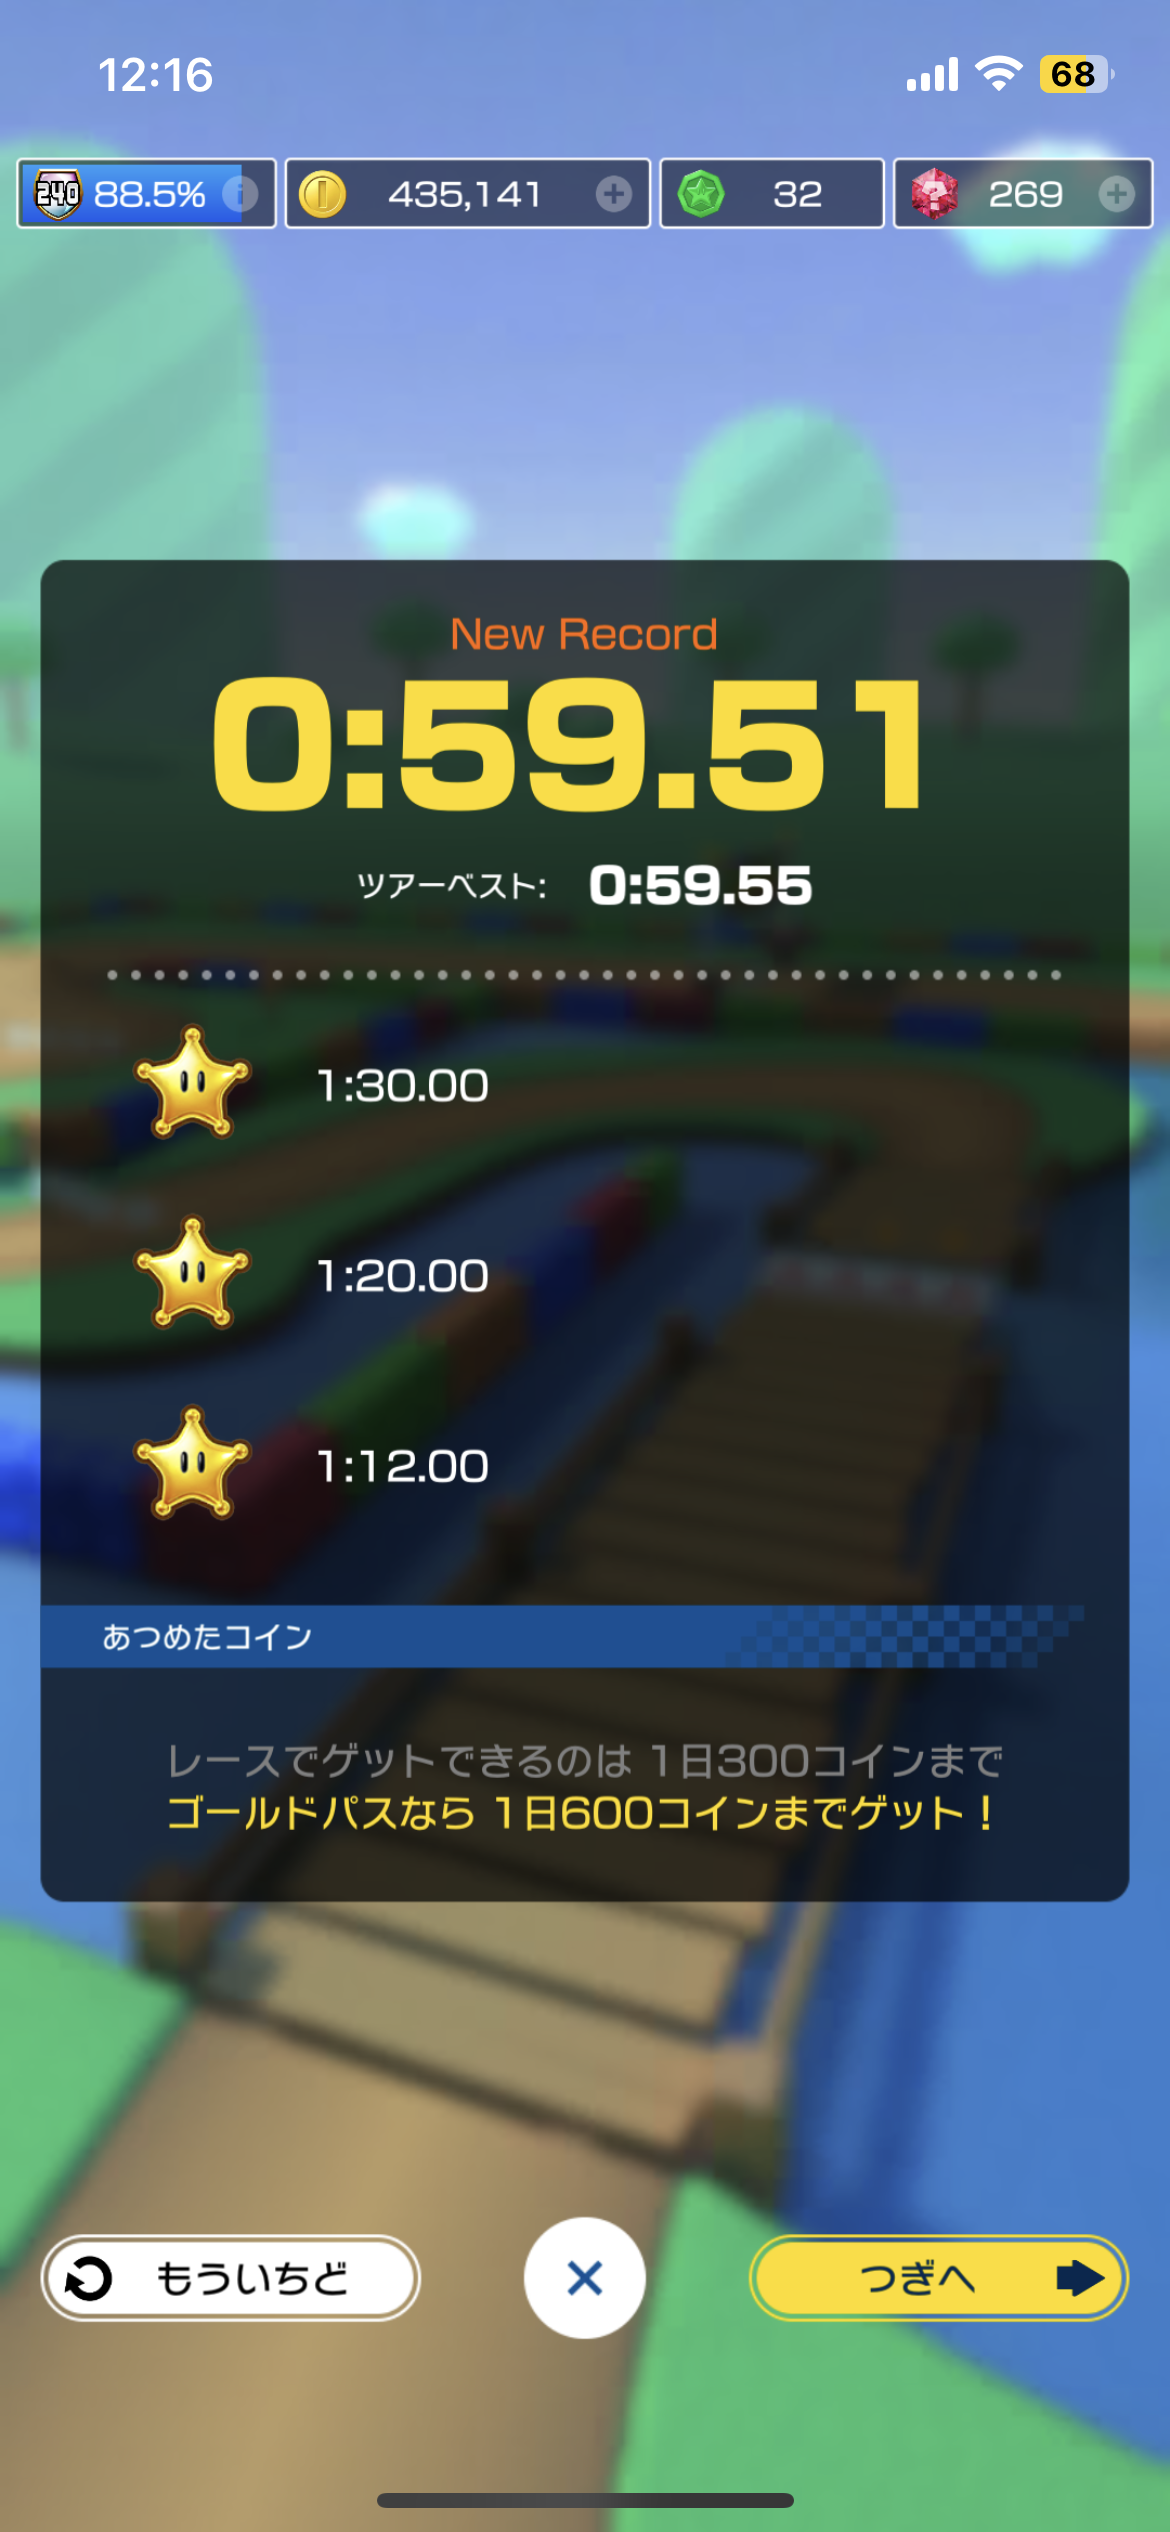 12:16
68
240 88.5% i 435,141 + 32 ? 269 +
New Record
0:59.51
ツアーベスト: 0:59.55
1:30.00
1:20.00
1:12.00
あつめたコイン
レースでゲットできるのは 1日300コインまで
ゴールドパスなら 1日600コインまでゲット！
もういちど × つぎへ